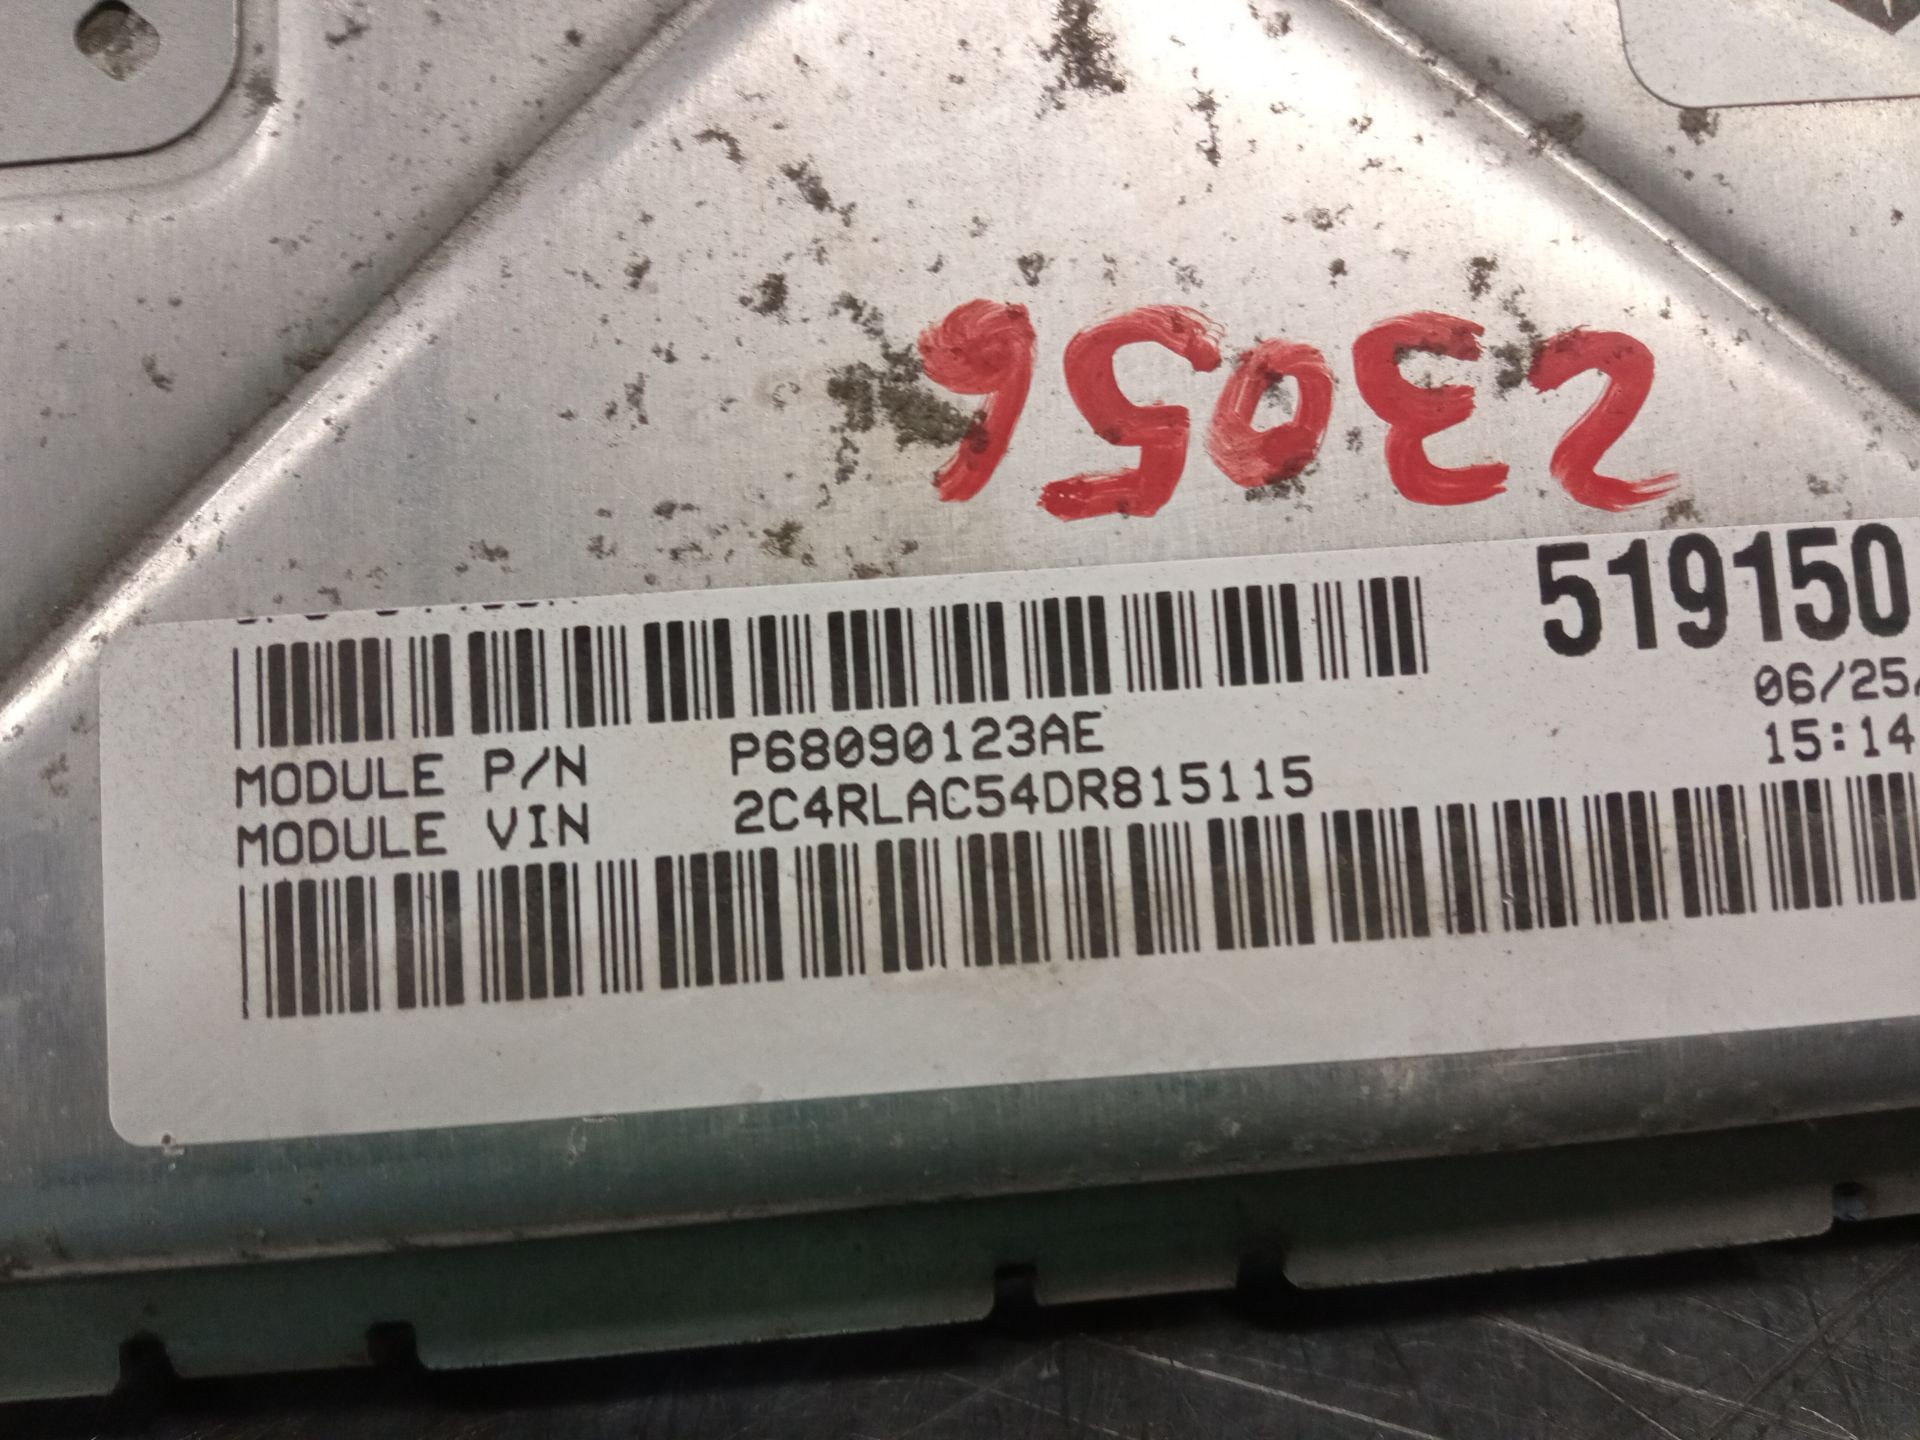 23056
519150
06/25
15:14
MODULE P/N P68090123AE
MODULE VIN 2C4RLAC54DR815115